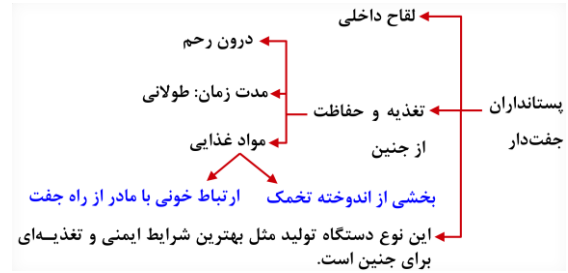 لقاح داخلی
درون رحم
مدت زمان: طولانی
پستانداران
جفت‌دار
تغذیه و حفاظت
از جنین
مواد غذایی
بخشی از اندوخته تخمک
ارتباط خونی با مادر از راه جفت
این نوع دستگاه تولید مثل بهترین شرایط ایمنی و تغذیــه‌ای
برای جنین است.